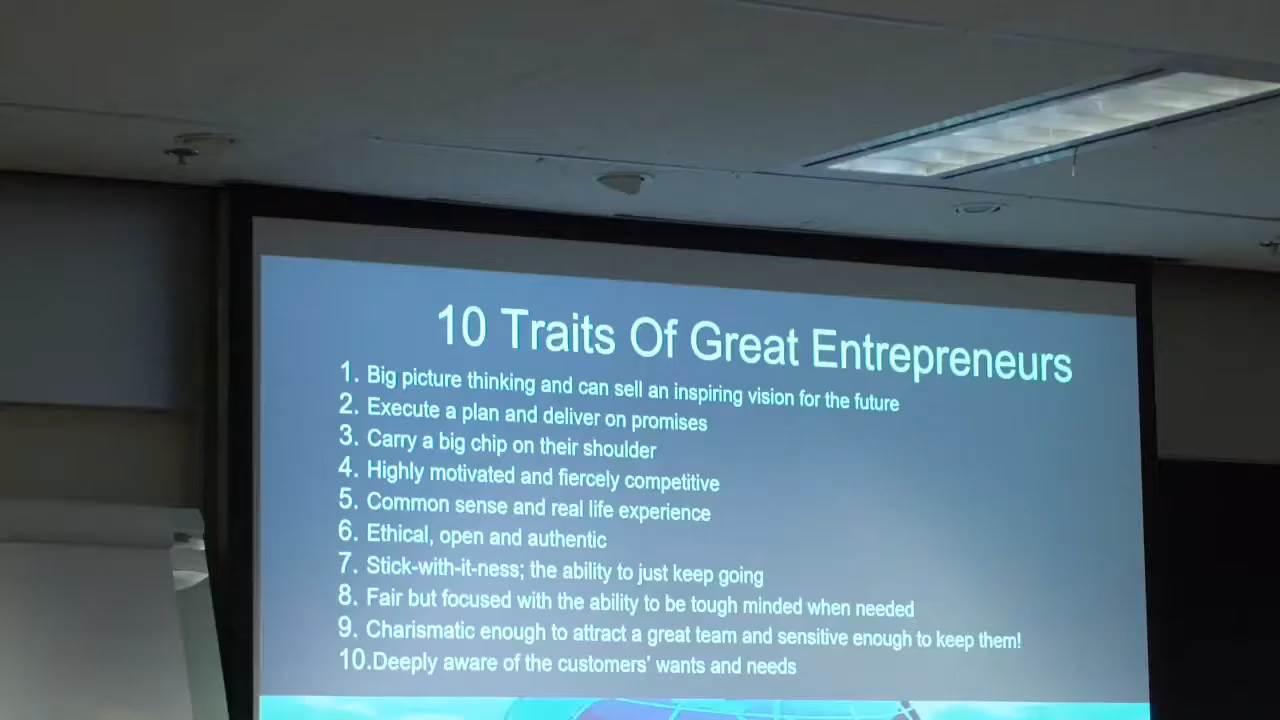 10 Traits Of Great Entrepreneurs
1. Big picture thinking and can sell an inspiring vision for the future
2. Execute a plan and deliver on promises
3. Carry a big chip on their shoulder
4. Highly motivated and fiercely competitive
5. Common sense and real life experience
6. Ethical, open and authentic
7. Stick-with-it-ness; the ability to just keep going
8. Fair but focused with the ability to be tough minded when needed
9. Charismatic enough to attract a great team and sensitive enough to keep them!
10.Deeply aware of the customers' wants and needs